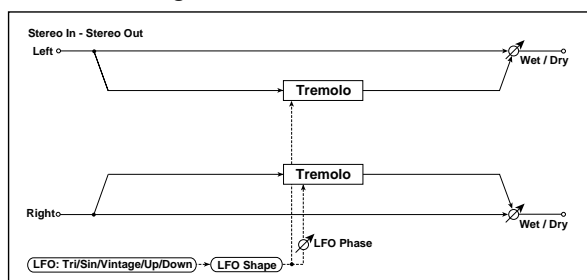 Stereo In - Stereo Out
Left
Wet / Dry
Tremolo
Tremolo
Right
Wet / Dry
LFO Phase
LFO: Tri/Sin/Vintage/Up/Down
LFO Shape